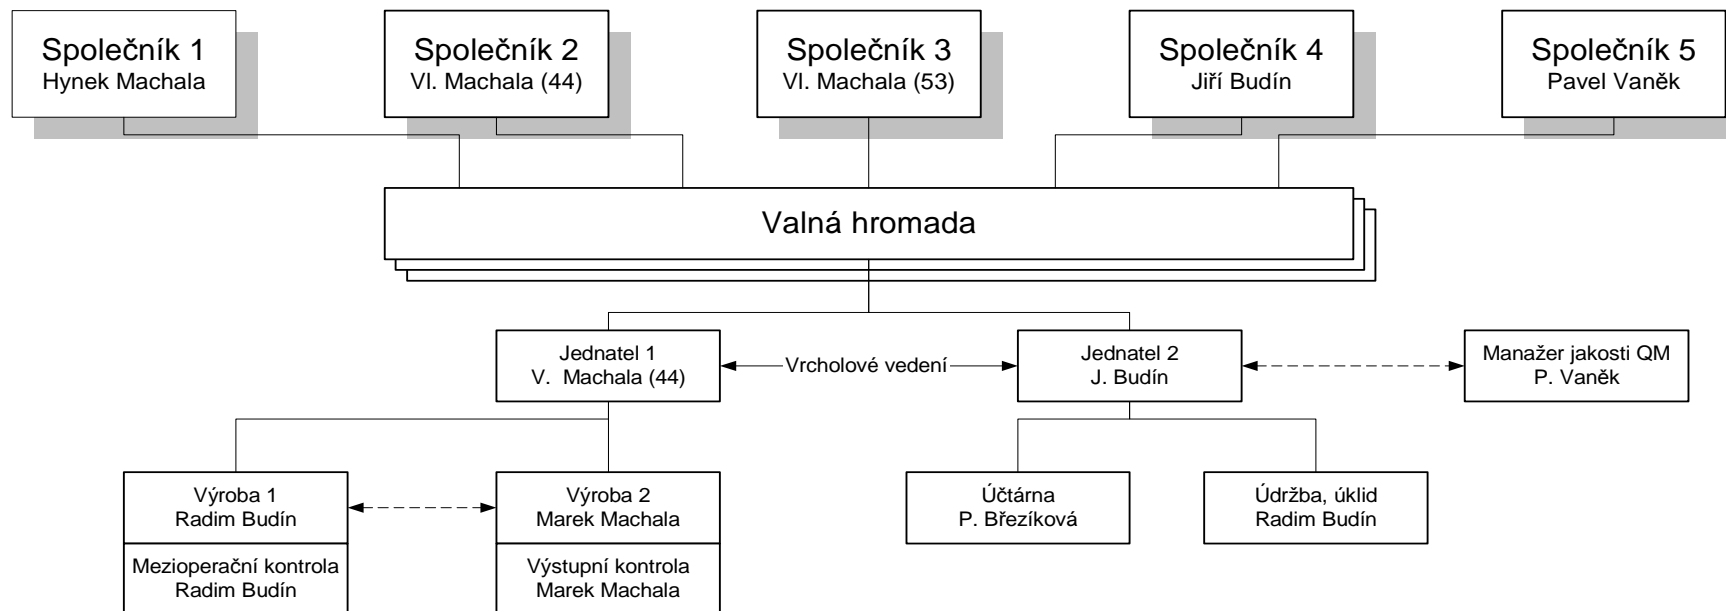 Společník 1
Hynek Machala
Společník 2
Vl. Machala (44)
Společník 3
Vl. Machala (53)
Společník 4
Jiří Budín
Společník 5
Pavel Vaněk
Valná hromada
Jednatel 1
V. Machala (44)
Vrcholové vedení
Jednatel 2
J. Budín
Manažer jakosti QM
P. Vaněk
Výroba 1
Radim Budín
Mezioperační kontrola
Radim Budín
Výroba 2
Marek Machala
Výstupní kontrola
Marek Machala
Účtárna
P. Březíková
Údržba, úklid
Radim Budín